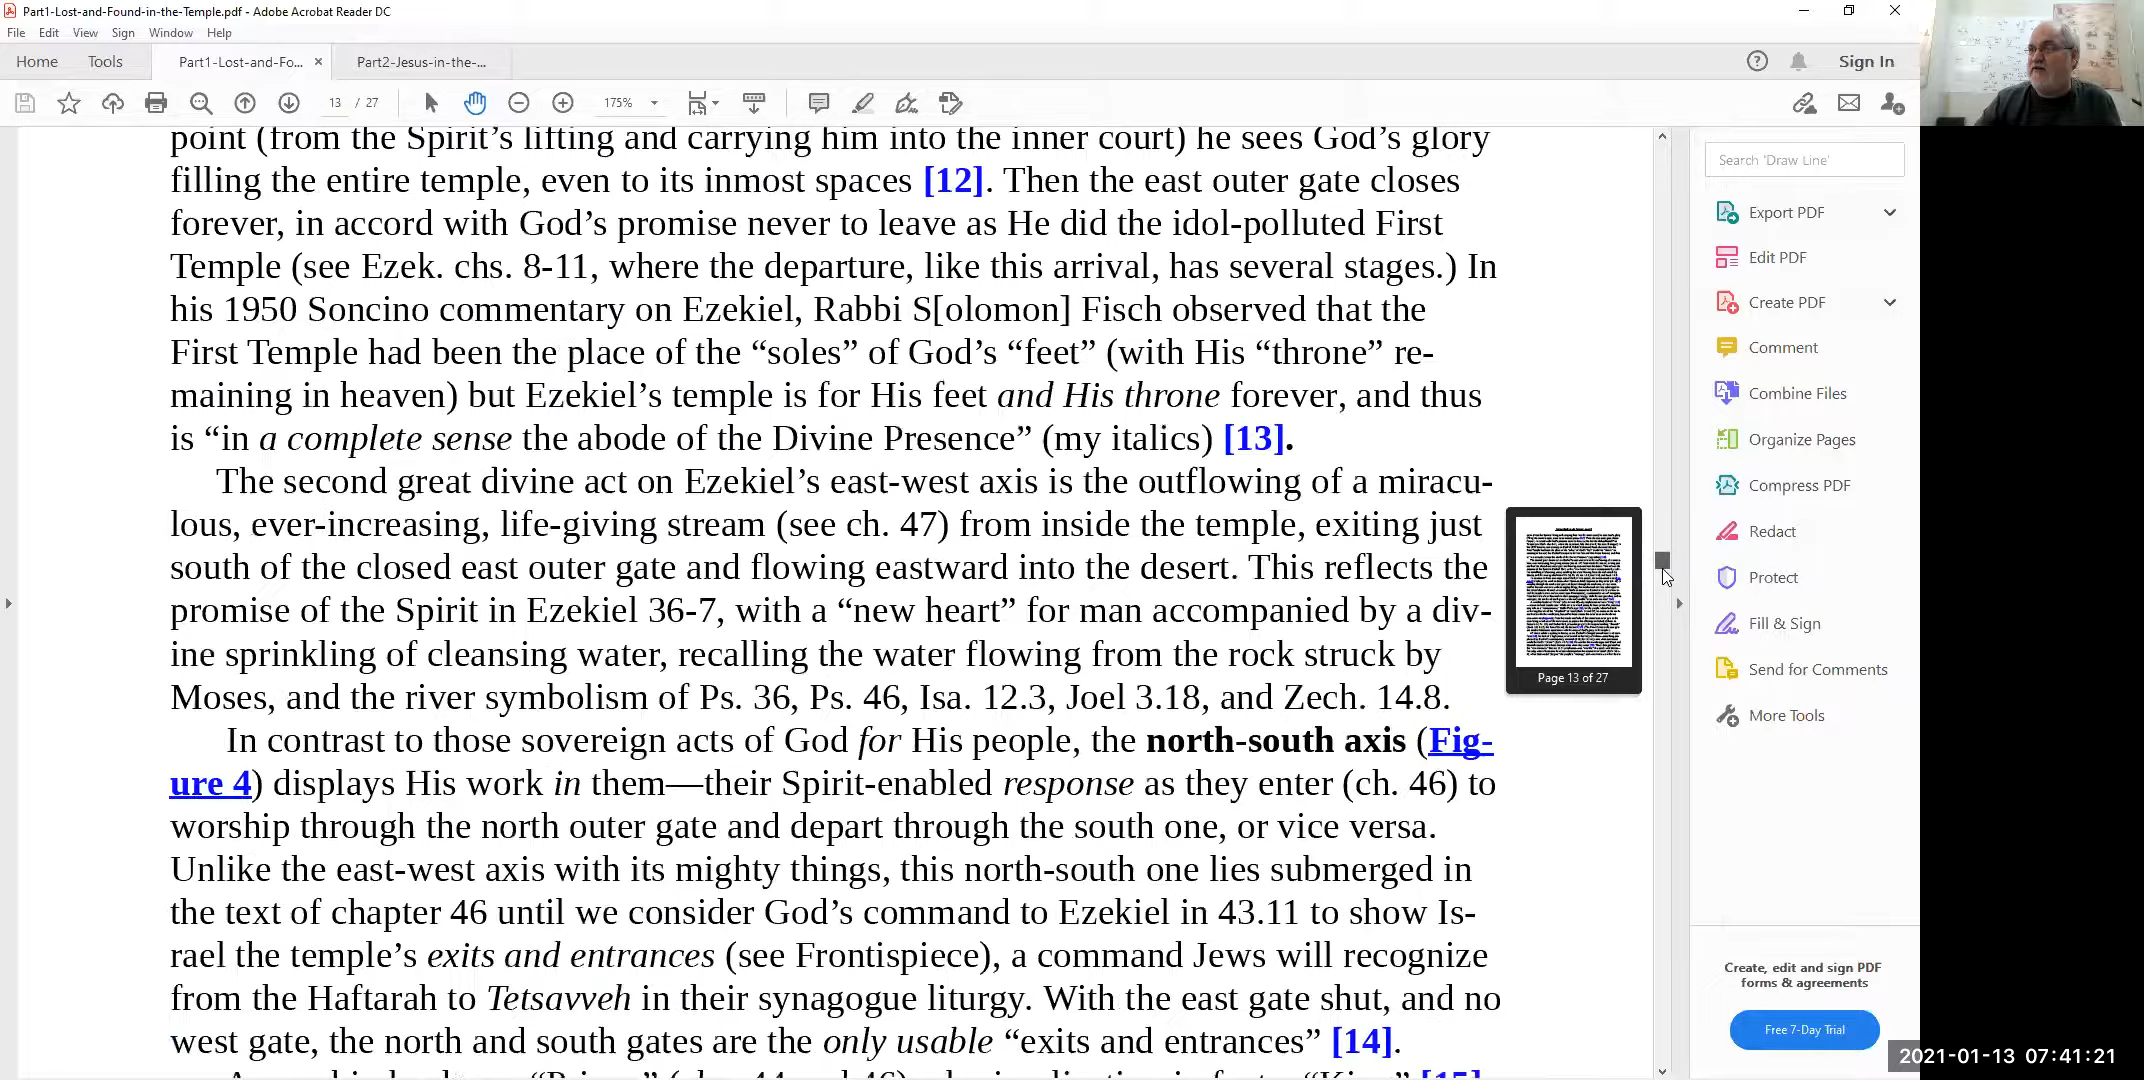 Part1-Lost-and-Found-in-the-Temple.pdf - Adobe Acrobat Reader DC
File Edit View Sign Window Help
Home Tools Part1-Lost-and-Fo... × Part2-Jesus-in-the-... Sign In
13 / 27 175%
point (from the Spirit’s lifting and carrying him into the inner court) he sees God’s glory
filling the entire temple, even to its inmost spaces [12]. Then the east outer gate closes
forever, in accord with God’s promise never to leave as He did the idol-polluted First
Temple (see Ezek. chs. 8-11, where the departure, like this arrival, has several stages.) In
his 1950 Soncino commentary on Ezekiel, Rabbi S[olomon] Fisch observed that the
First Temple had been the place of the “soles” of God’s “feet” (with His “throne” re-
maining in heaven) but Ezekiel’s temple is for His feet and His throne forever, and thus
is “in a complete sense the abode of the Divine Presence” (my italics) [13].
The second great divine act on Ezekiel’s east-west axis is the outflowing of a miracu-
lous, ever-increasing, life-giving stream (see ch. 47) from inside the temple, exiting just
south of the closed east outer gate and flowing eastward into the desert. This reflects the
promise of the Spirit in Ezekiel 36-7, with a “new heart” for man accompanied by a div-
ine sprinkling of cleansing water, recalling the water flowing from the rock struck by
Moses, and the river symbolism of Ps. 36, Ps. 46, Isa. 12.3, Joel 3.18, and Zech. 14.8.
In contrast to those sovereign acts of God for His people, the north-south axis (Fig-
ure 4) displays His work in them—their Spirit-enabled response as they enter (ch. 46) to
worship through the north outer gate and depart through the south one, or vice versa.
Unlike the east-west axis with its mighty things, this north-south one lies submerged in
the text of chapter 46 until we consider God’s command to Ezekiel in 43.11 to show Is-
rael the temple’s exits and entrances (see Frontispiece), a command Jews will recognize
from the Haftarah to Tetsavveh in their synagogue liturgy. With the east gate shut, and no
west gate, the north and south gates are the only usable “exits and entrances” [14].
Page 13 of 27
Search 'Draw Line'
Export PDF
Edit PDF
Create PDF
Comment
Combine Files
Organize Pages
Compress PDF
Redact
Protect
Fill & Sign
Send for Comments
More Tools
Create, edit and sign PDF
forms & agreements
Free 7-Day Trial
2021-01-13 07:41:21